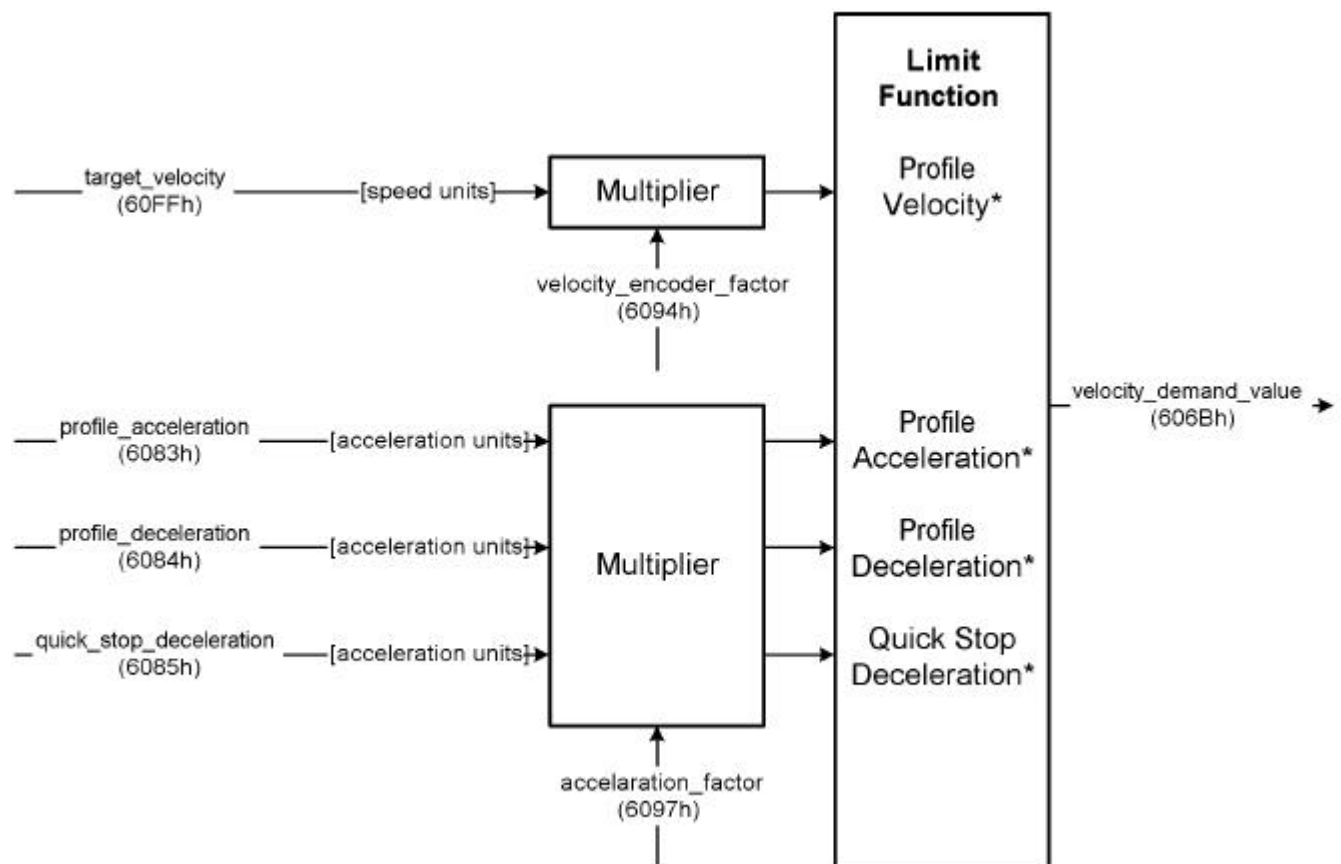 Limit
Function
target_velocity
(60FFh)
[speed units]
Multiplier
Profile
Velocity*
velocity_encoder_factor
(6094h)
velocity_demand_value
(606Bh)
profile_acceleration
(6083h)
[acceleration units]
Profile
Acceleration*
profile_deceleration
(6084h)
[acceleration units]
Multiplier
Profile
Deceleration*
quick_stop_deceleration
(6085h)
[acceleration units]
Quick Stop
Deceleration*
accelaration_factor
(6097h)